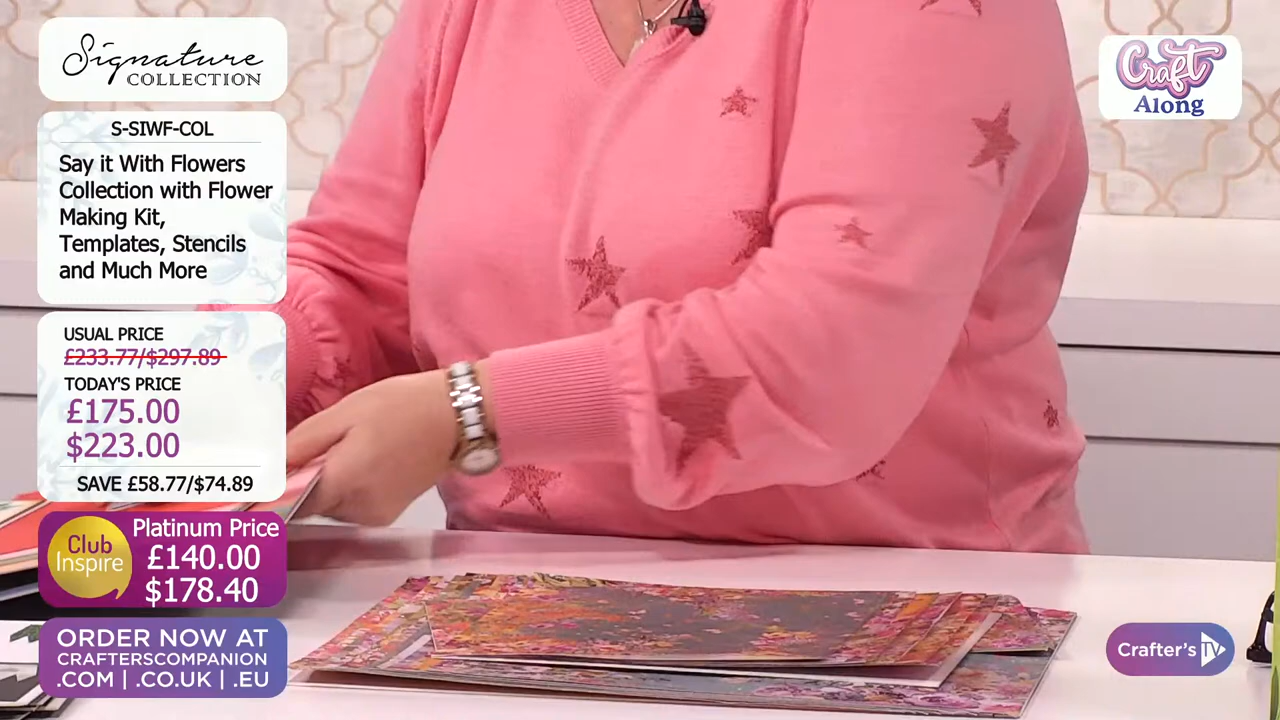 Signature
COLLECTION
S-SIWF-COL
Say it With Flowers
Collection with Flower
Making Kit,
Templates, Stencils
and Much More
USUAL PRICE
£233.77/$297.89
TODAY'S PRICE
£175.00
$223.00
SAVE £58.77/$74.89
Club
Inspire
Platinum Price
£140.00
$178.40
ORDER NOW AT
CRAFTERSCOMPANION
.COM | .CO.UK | .EU
Craft
Along
Crafter's TV